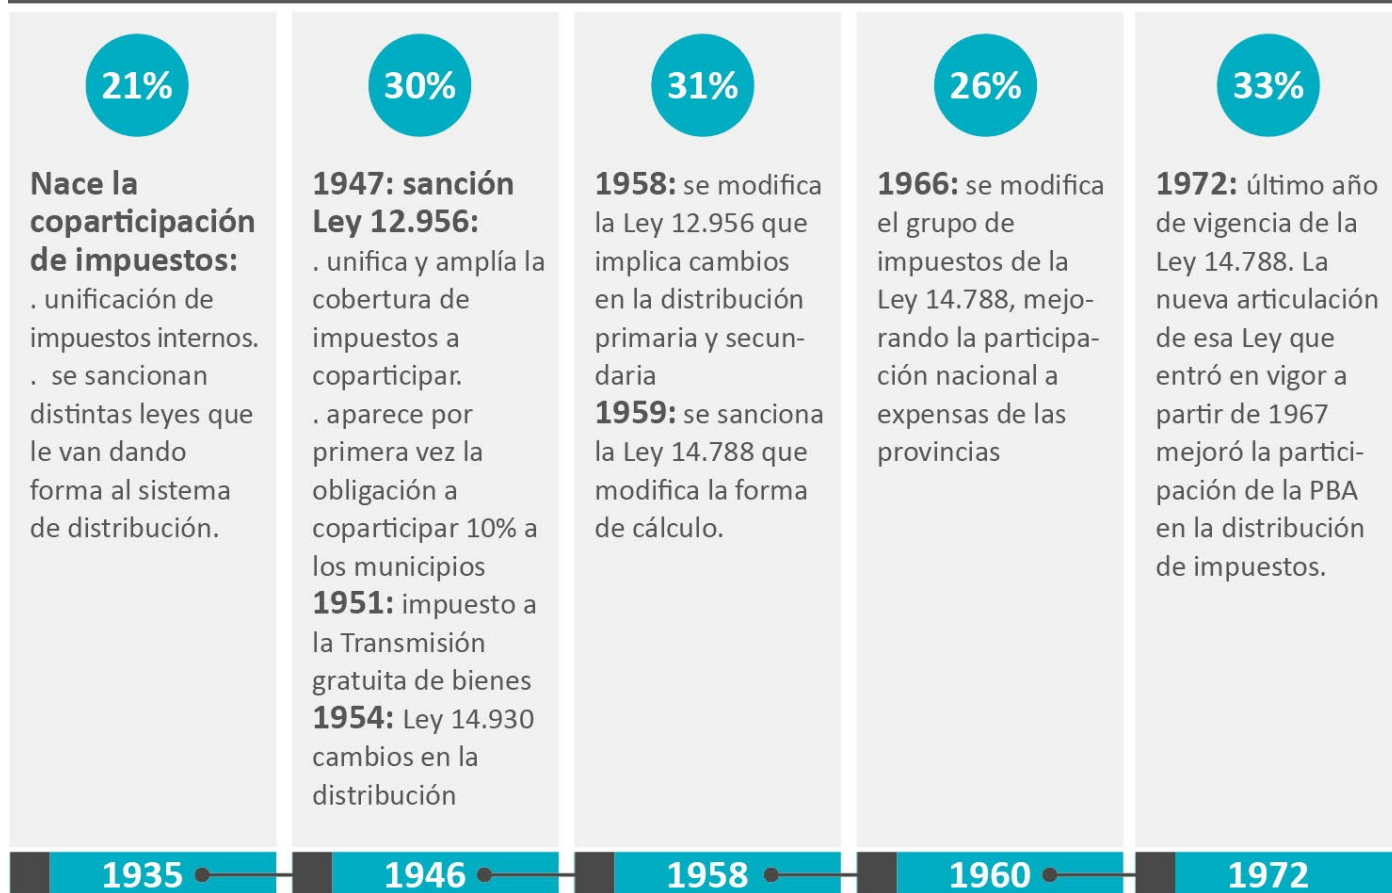 21%
Nace la
coparticipación
de impuestos:
. unificación de
impuestos internos.
. se sancionan
distintas leyes que
le van dando
forma al sistema
de distribución.
1935
30%
1947: sanción
Ley 12.956:
. unifica y amplía la
cobertura de
impuestos a
coparticipar.
. aparece por
primera vez la
obligación a
coparticipar 10% a
los municipios
1951: impuesto a
la Transmisión
gratuita de bienes
1954: Ley 14.930
cambios en la
distribución
1946
31%
1958: se modifica
la Ley 12.956 que
implica cambios
en la distribución
primaria y secun-
daria
1959: se sanciona
la Ley 14.788 que
modifica la forma
de cálculo.
1958
26%
1966: se modifica
el grupo de
impuestos de la
Ley 14.788, mejo-
rando la participa-
ción nacional a
expensas de las
provincias
1960
33%
1972: último año
de vigencia de la
Ley 14.788. La
nueva articulación
de esa Ley que
entró en vigor a
partir de 1967
mejoró la partici-
pación de la PBA
en la distribución
de impuestos.
1972